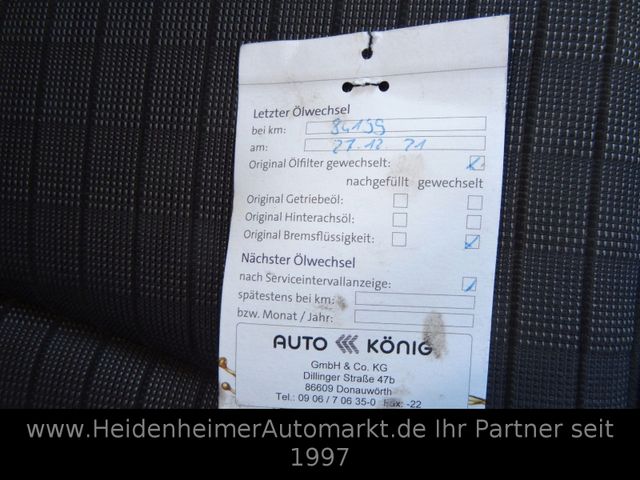 Letzter Ölwechsel
bei km: 84199
am: 27.12.21
Original Ölfilter gewechselt:
nachgefüllt gewechselt
Original Getriebeöl:
Original Hinterachsöl:
Original Bremsflüssigkeit:
Nächster Ölwechsel
nach Serviceintervallanzeige:
spätestens bei km:
bzw. Monat / Jahr:
AUTO KÖNIG
GmbH & Co. KG
Dillinger Straße 47b
86609 Donauwörth
Tel.: 09 06 / 7 06 35-0 Fax: -22
www.HeidenheimerAutomarkt.de Ihr Partner seit
1997